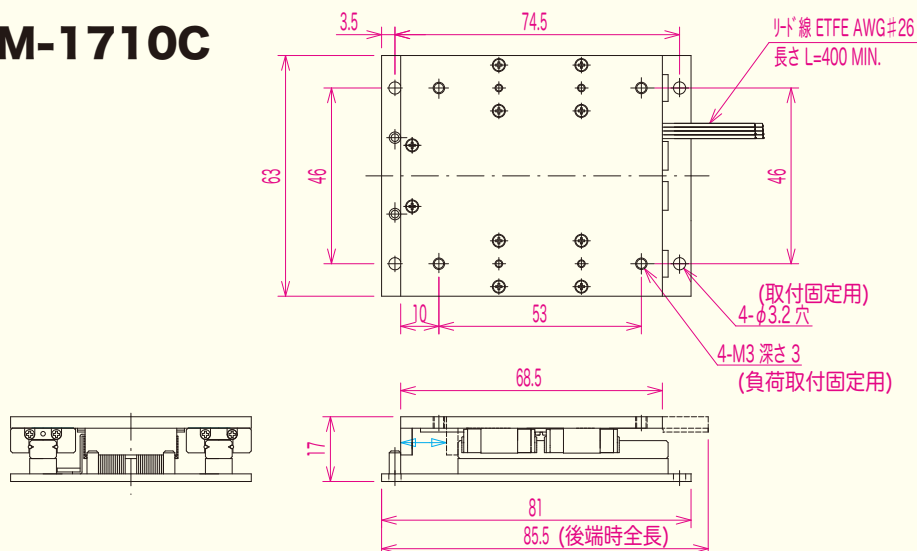 M-1710C
3.5
74.5
リード線 ETFE AWG♯26
長さ L=400 MIN.
63
46
46
(取付固定用)
4-φ3.2 穴
10
53
4-M3 深さ 3
(負荷取付固定用)
68.5
17
81
85.5 (後端時全長)